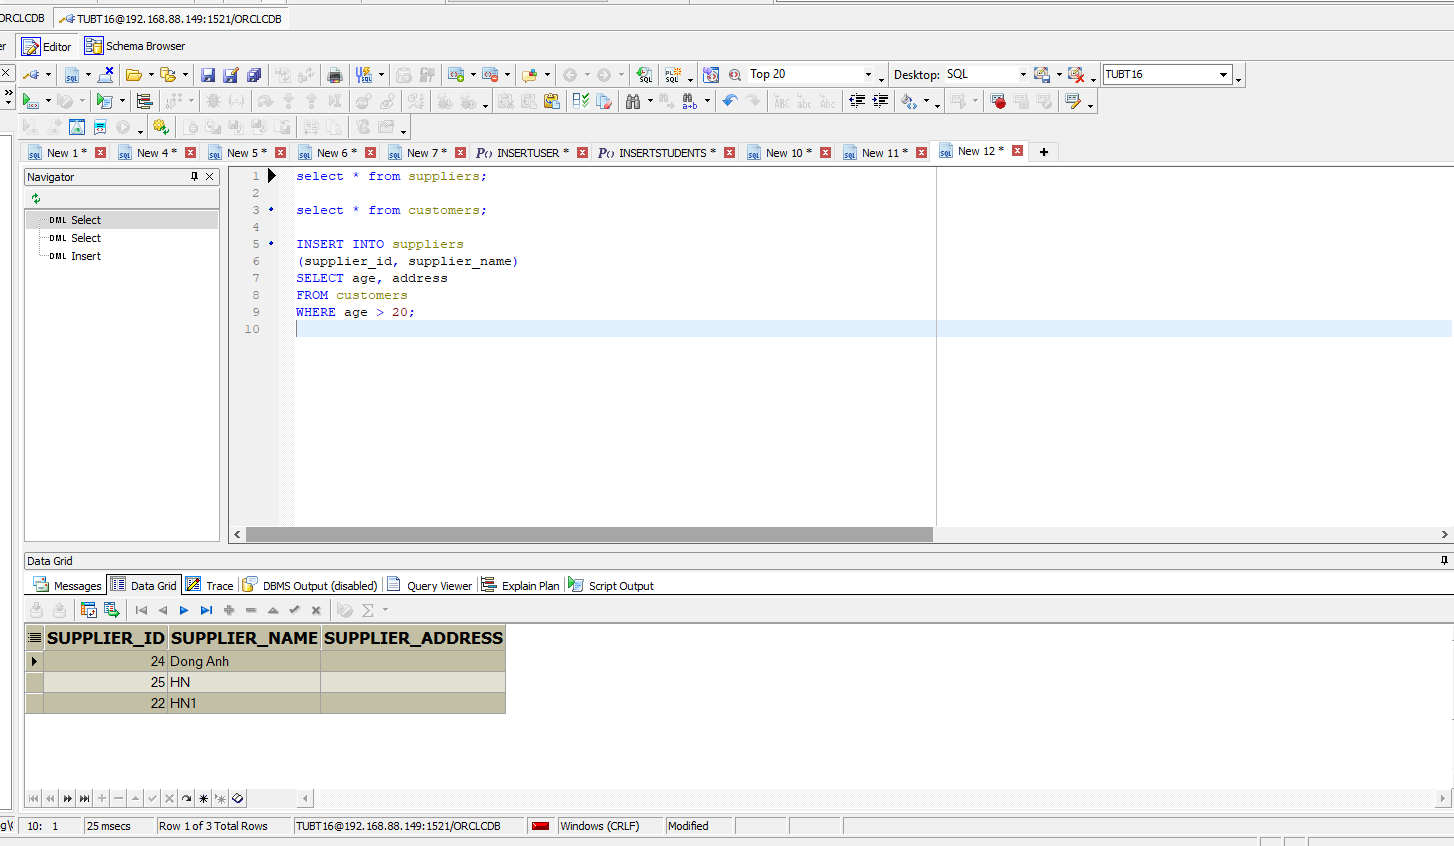 ORCLCDB TUBT16@192.168.88.149:1521/ORCLCDB
er Editor Schema Browser
Top 20 Desktop: SQL TUBT16
New 1 * New 4 * New 5 * New 6 * New 7 * INSERTUSER * INSERTSTUDENTS * New 10 * New 11 * New 12 * +
Navigator
DML Select
DML Select
DML Insert
1 select * from suppliers;
2
3 select * from customers;
4
5 INSERT INTO suppliers
6 (supplier_id, supplier_name)
7 SELECT age, address
8 FROM customers
9 WHERE age > 20;
10
Data Grid
Messages Data Grid Trace DBMS Output (disabled) Query Viewer Explain Plan Script Output
SUPPLIER_ID SUPPLIER_NAME SUPPLIER_ADDRESS
24 Dong Anh
25 HN
22 HN1
10: 1 25 msecs Row 1 of 3 Total Rows TUBT16@192.168.88.149:1521/ORCLCDB Windows (CRLF) Modified